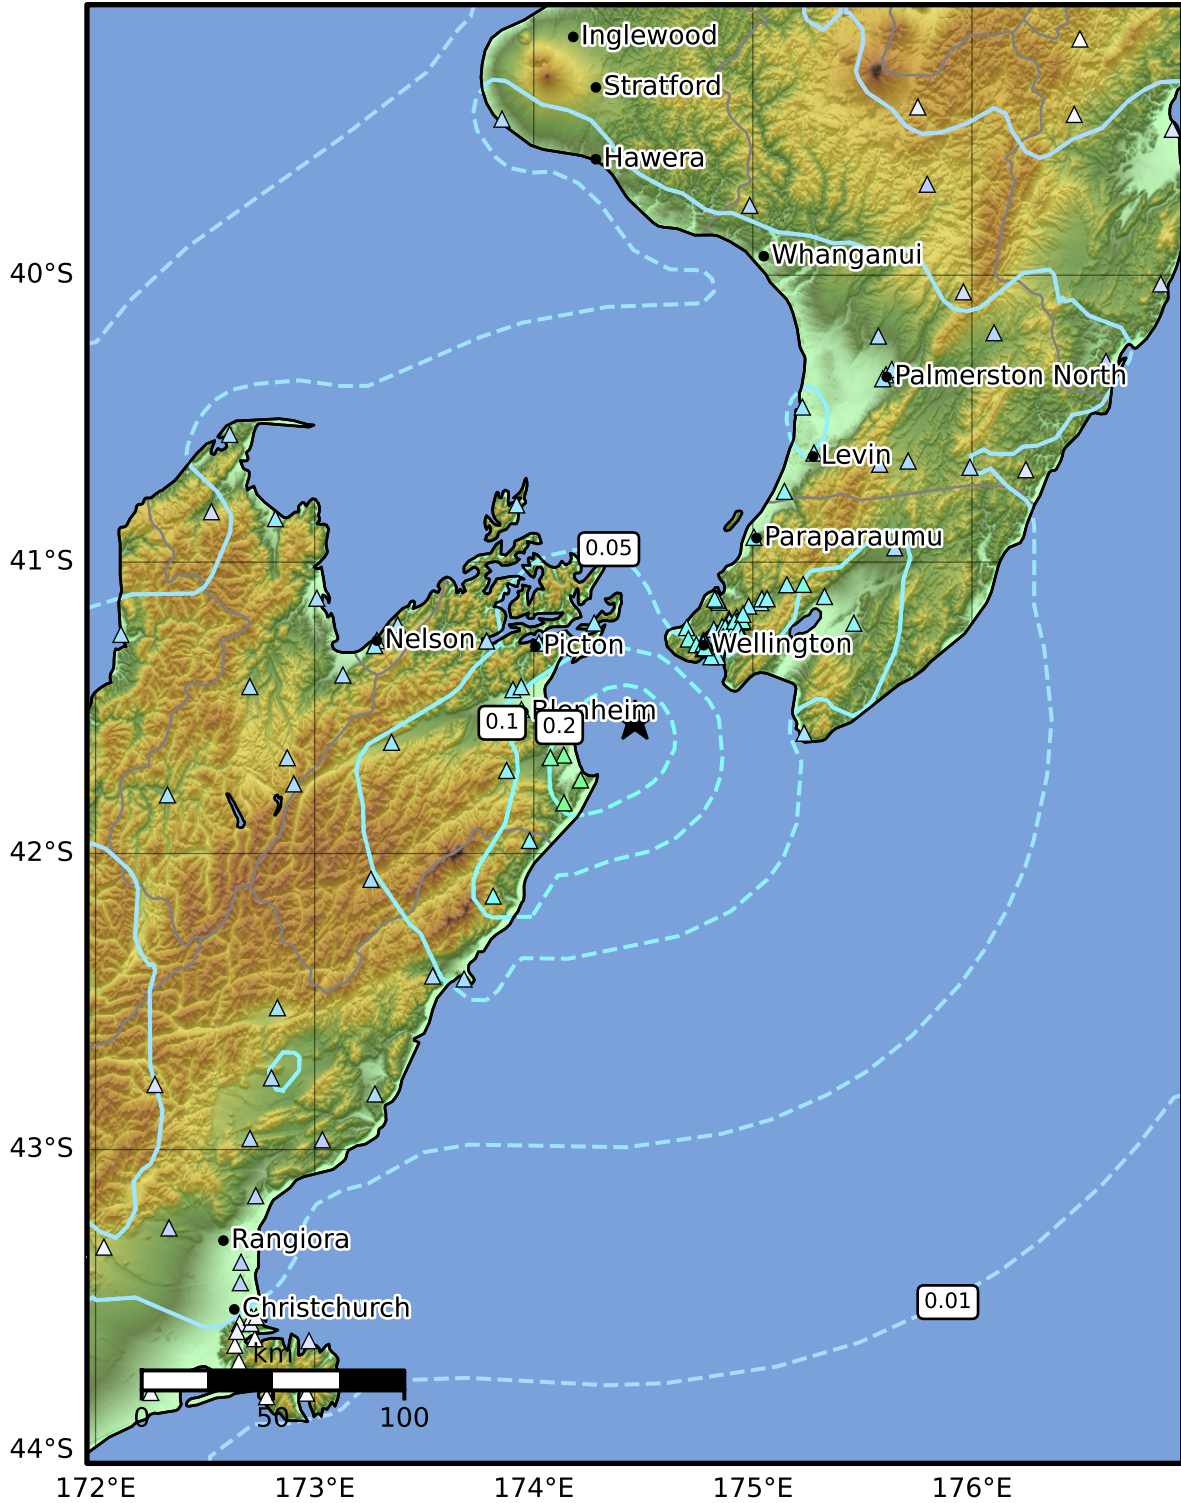 Inglewood
Stratford
Hawera
40°S
Whanganui
Palmerston North
Levin
Paraparaumu
0.05
41°S
Nelson
Picton
Wellington
Blenheim
0.1
0.2
42°S
43°S
Rangiora
0.01
Christchurch
km
0
50
100
44°S
172°E
173°E
174°E
175°E
176°E